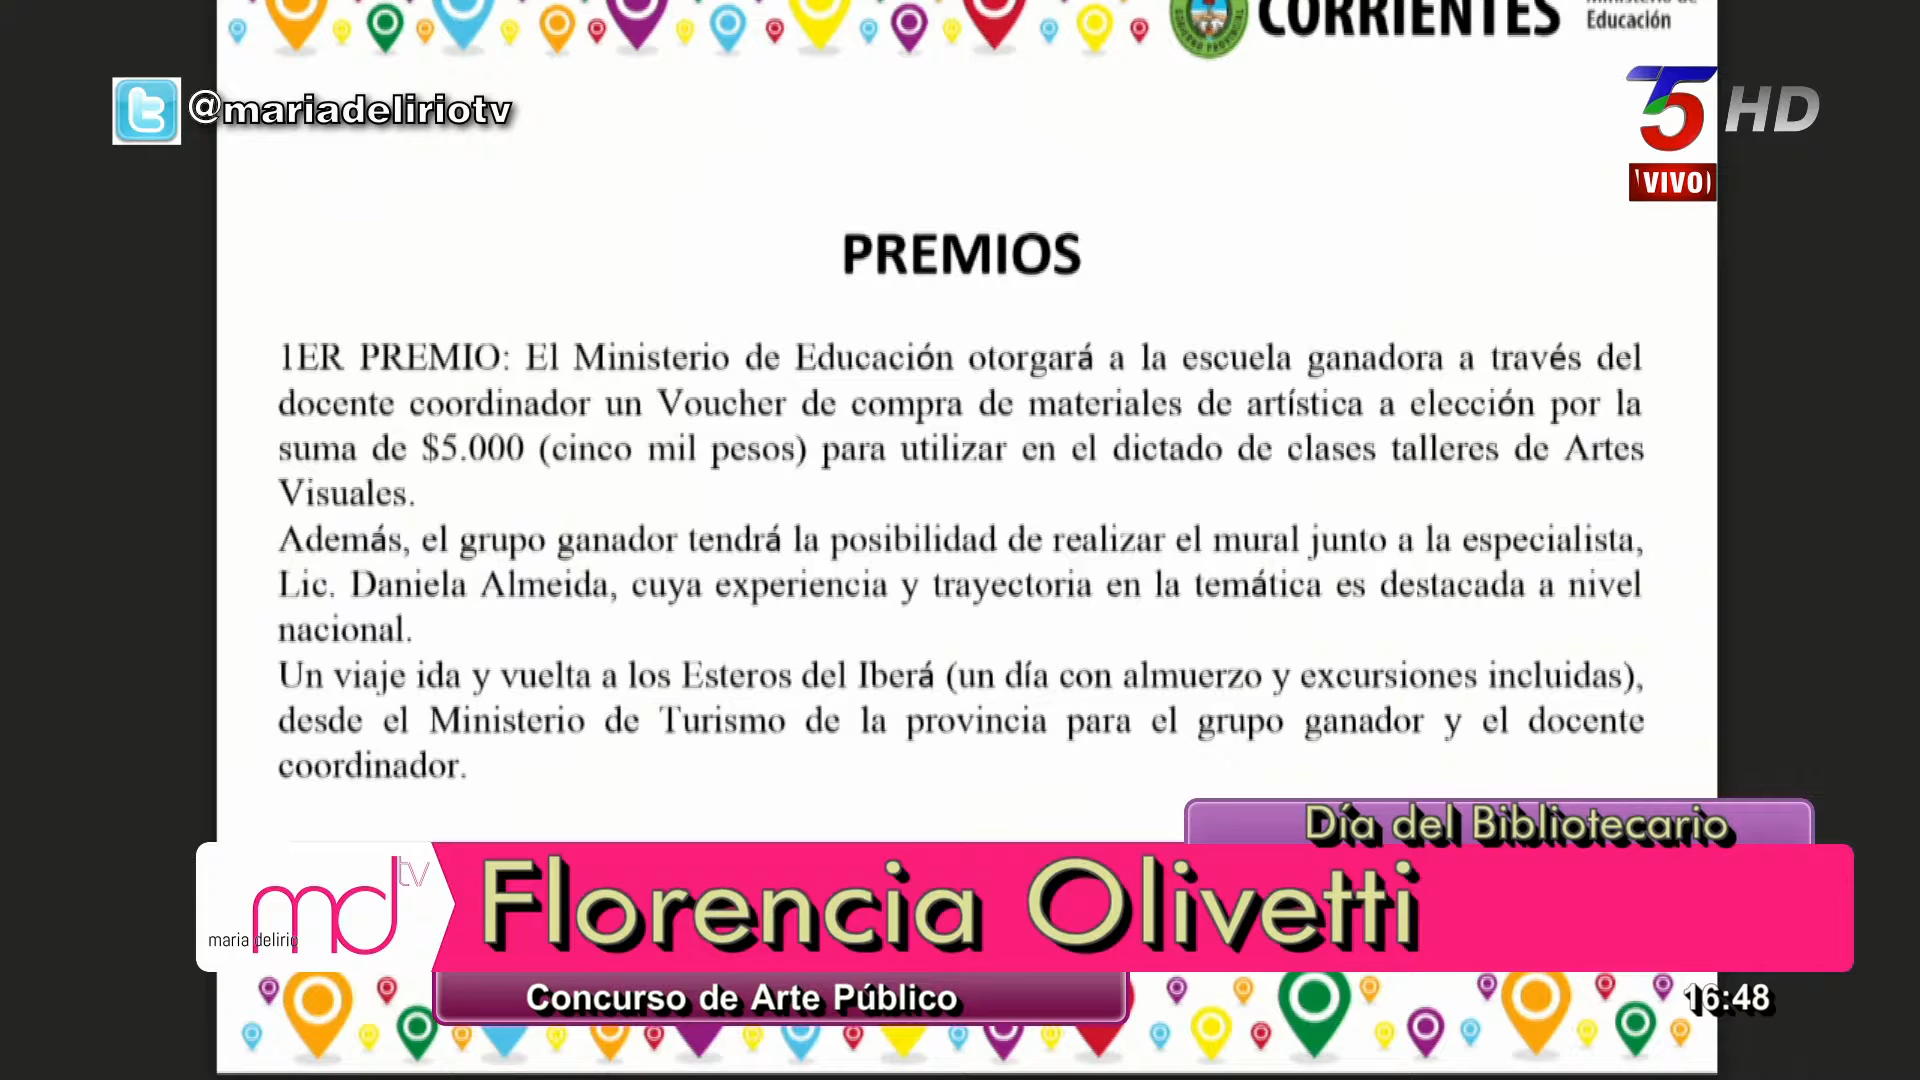 CORRIENTES
Educación
@mariadeliriotv
5 HD
VIVO
PREMIOS
1ER PREMIO: El Ministerio de Educación otorgará a la escuela ganadora a través del
docente coordinador un Voucher de compra de materiales de artística a elección por la
suma de $5.000 (cinco mil pesos) para utilizar en el dictado de clases talleres de Artes
Visuales.
Además, el grupo ganador tendrá la posibilidad de realizar el mural junto a la especialista,
Lic. Daniela Almeida, cuya experiencia y trayectoria en la temática es destacada a nivel
nacional.
Un viaje ida y vuelta a los Esteros del Iberá (un día con almuerzo y excursiones incluidas),
desde el Ministerio de Turismo de la provincia para el grupo ganador y el docente
coordinador.
Día del Bibliotecario
md tv
maria delirio
Florencia Olivetti
Concurso de Arte Público
16:48